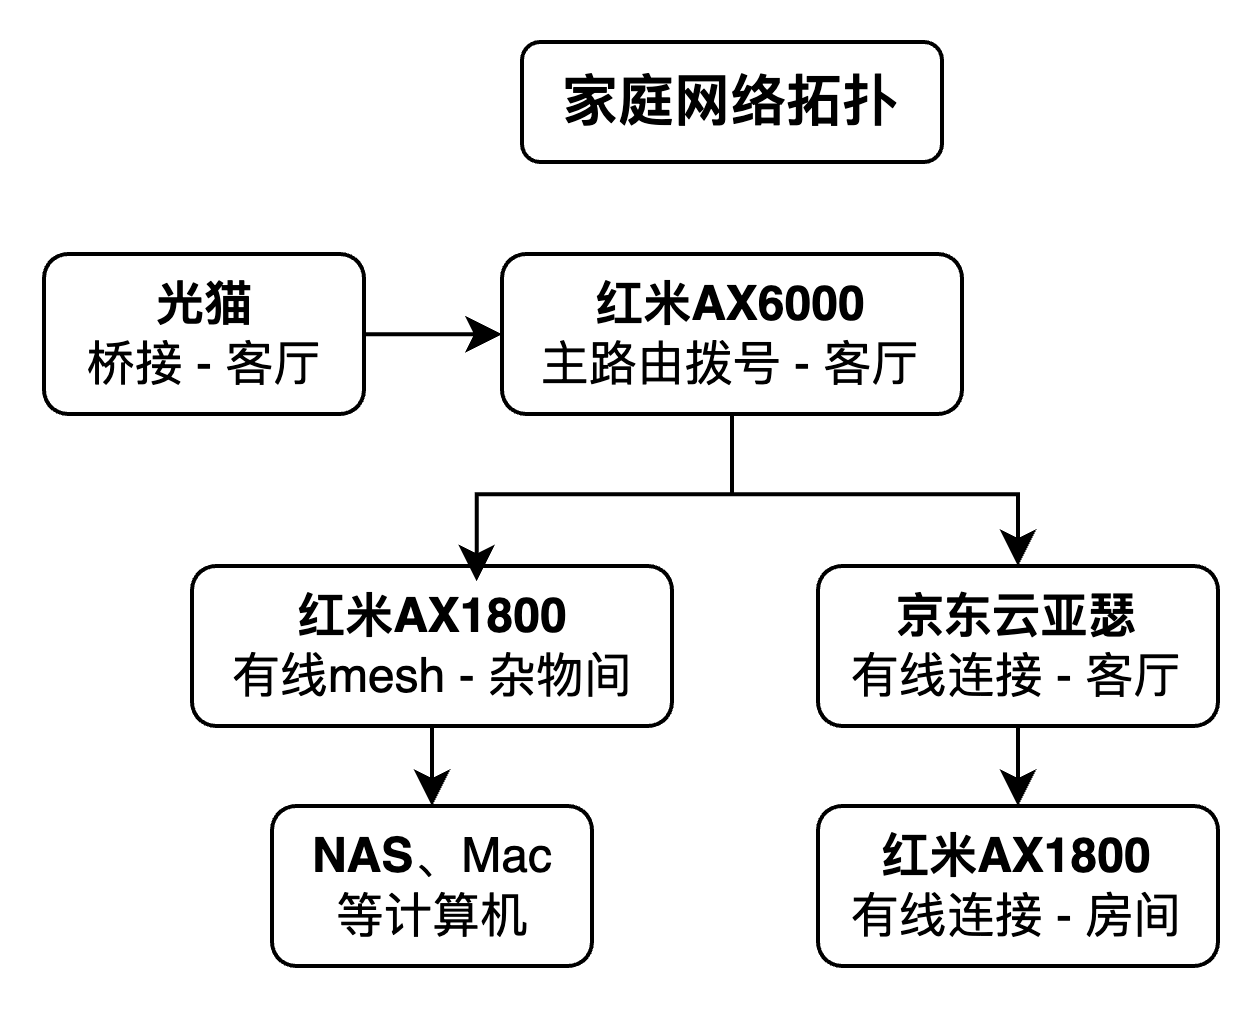 家庭网络拓扑
光猫
桥接 - 客厅
红米AX6000
主路由拨号 - 客厅
红米AX1800
有线mesh - 杂物间
京东云亚瑟
有线连接 - 客厅
NAS、Mac
等计算机
红米AX1800
有线连接 - 房间